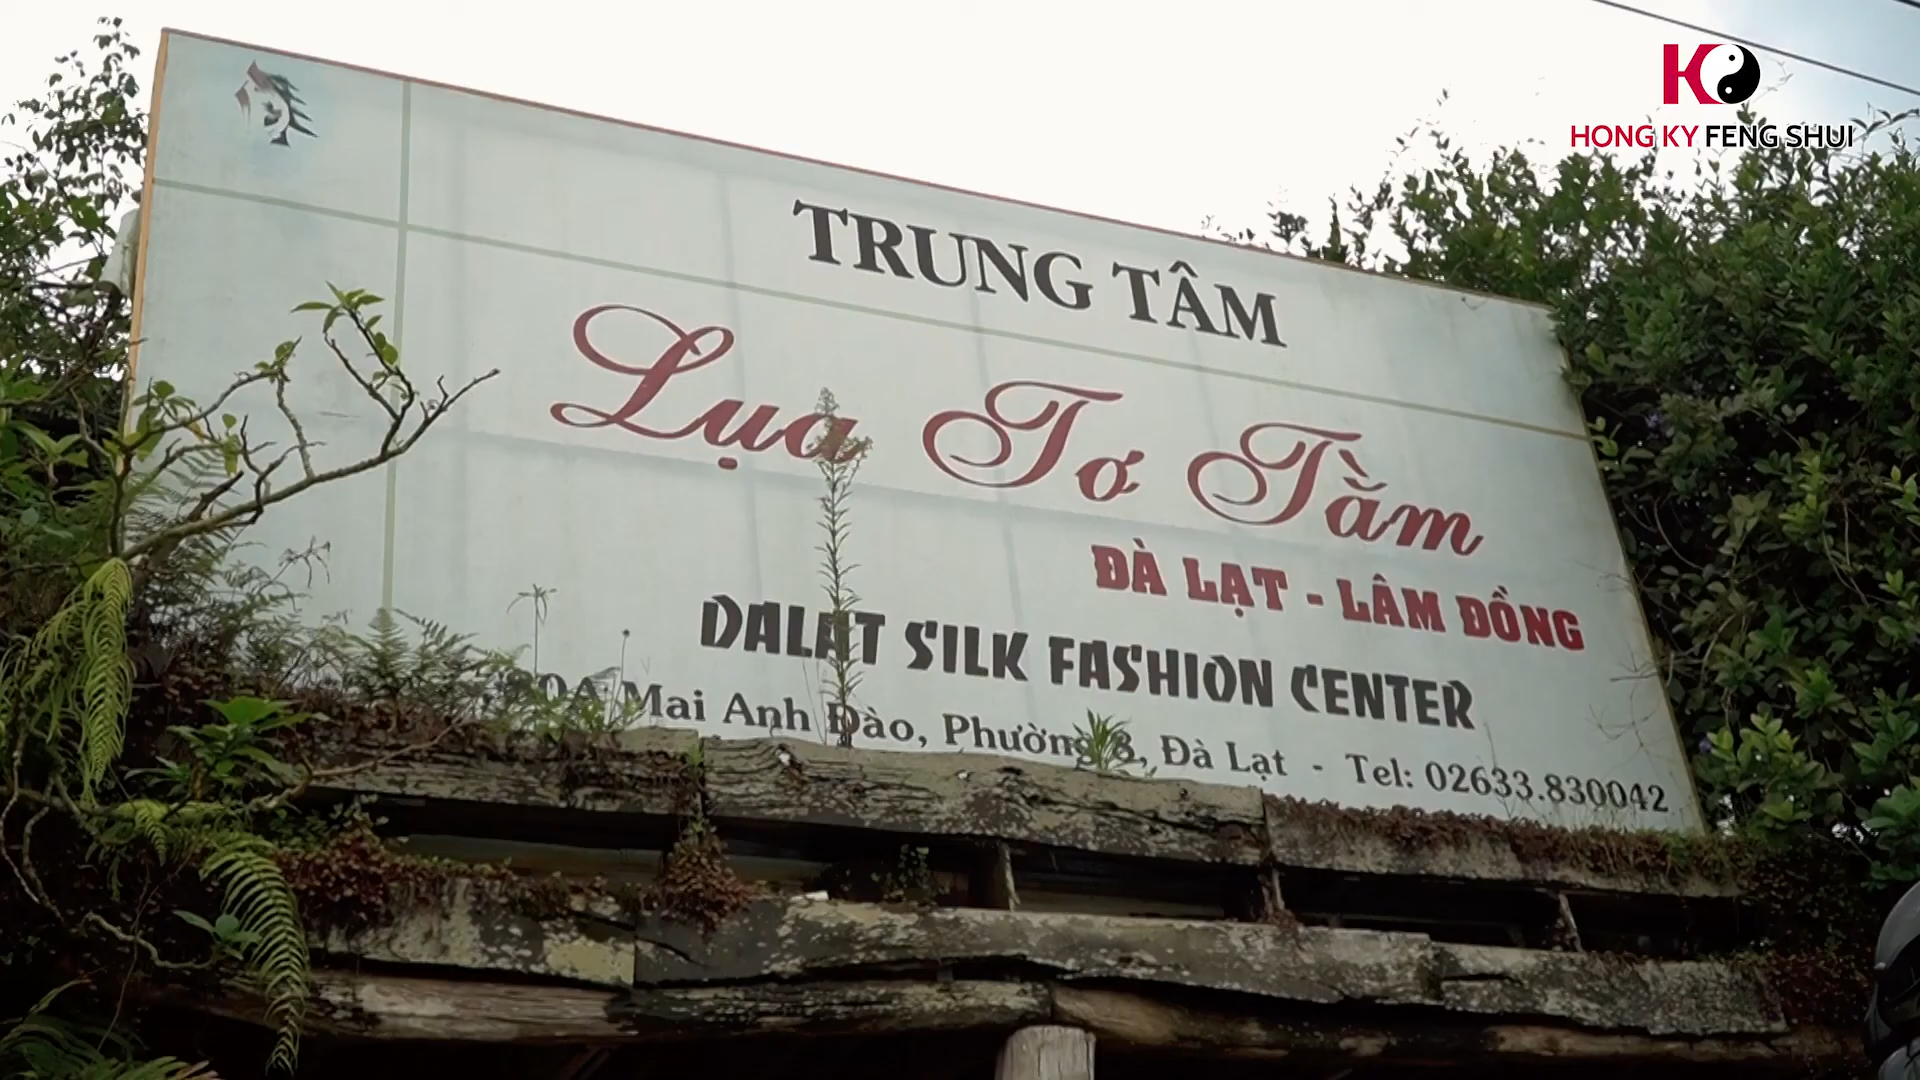 HONG KY FENG SHUI
TRUNG TÂM
Lụa Tơ Tằm
ĐÀ LẠT - LÂM ĐỒNG
DALAT SILK FASHION CENTER
Mai Anh Đào, Phường 8, Đà Lạt - Tel: 02633.830042